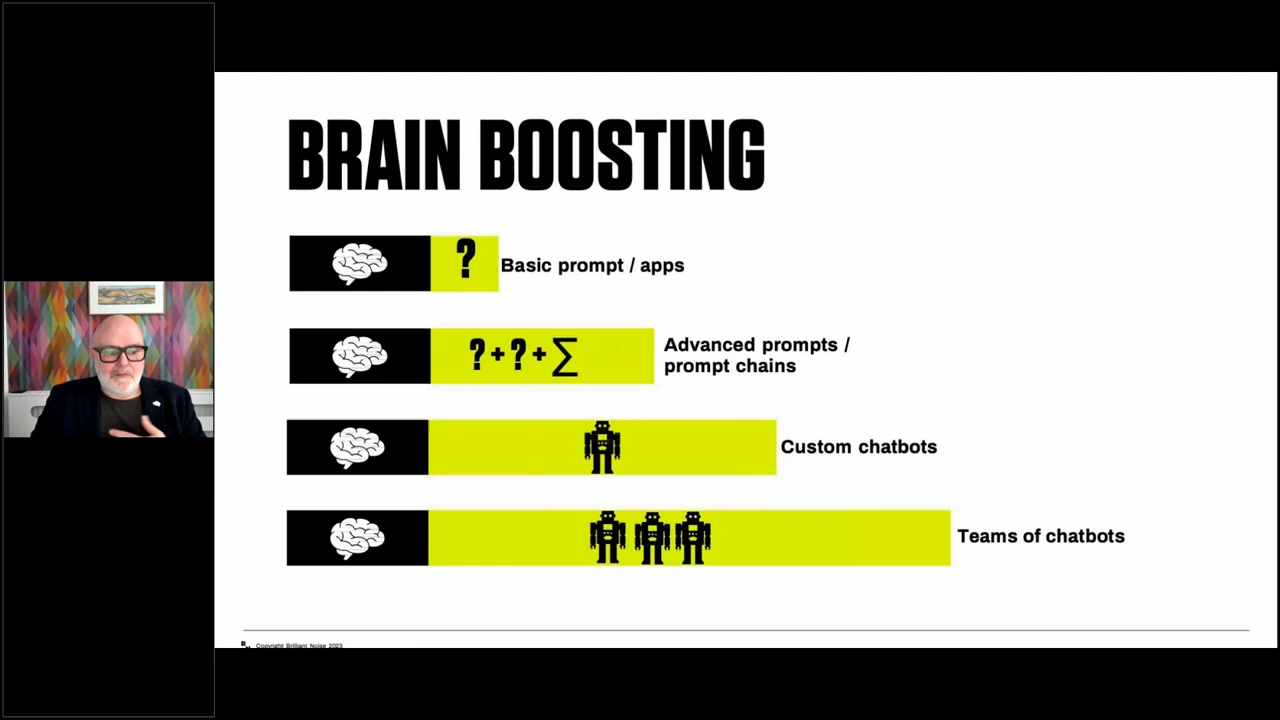 BRAIN BOOSTING
?
Basic prompt / apps
?+?+∑
Advanced prompts /
prompt chains
Custom chatbots
Teams of chatbots
Copyright Brilliant Noise 2023